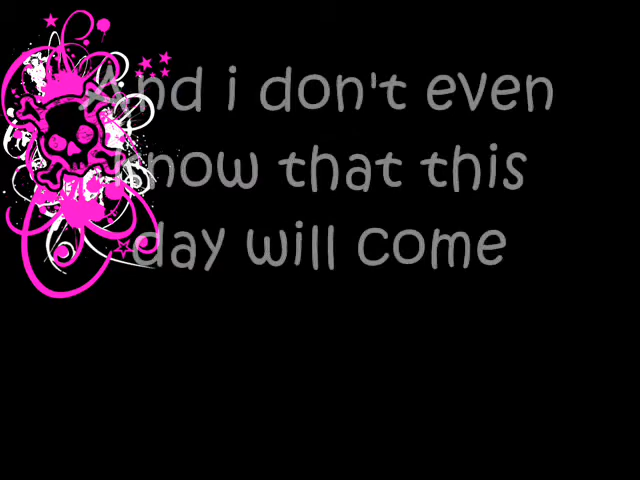 And i don't even
know that this
day will come